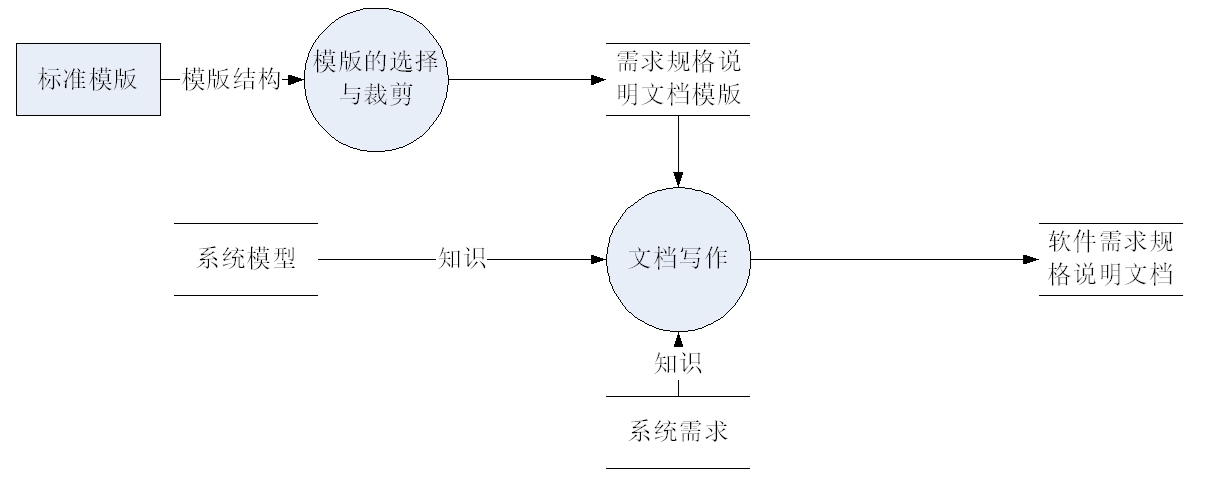 标准模版
模版结构
模版的选择
与裁剪
需求规格说
明文档模版
系统模型
知识
文档写作
软件需求规
格说明文档
知识
系统需求